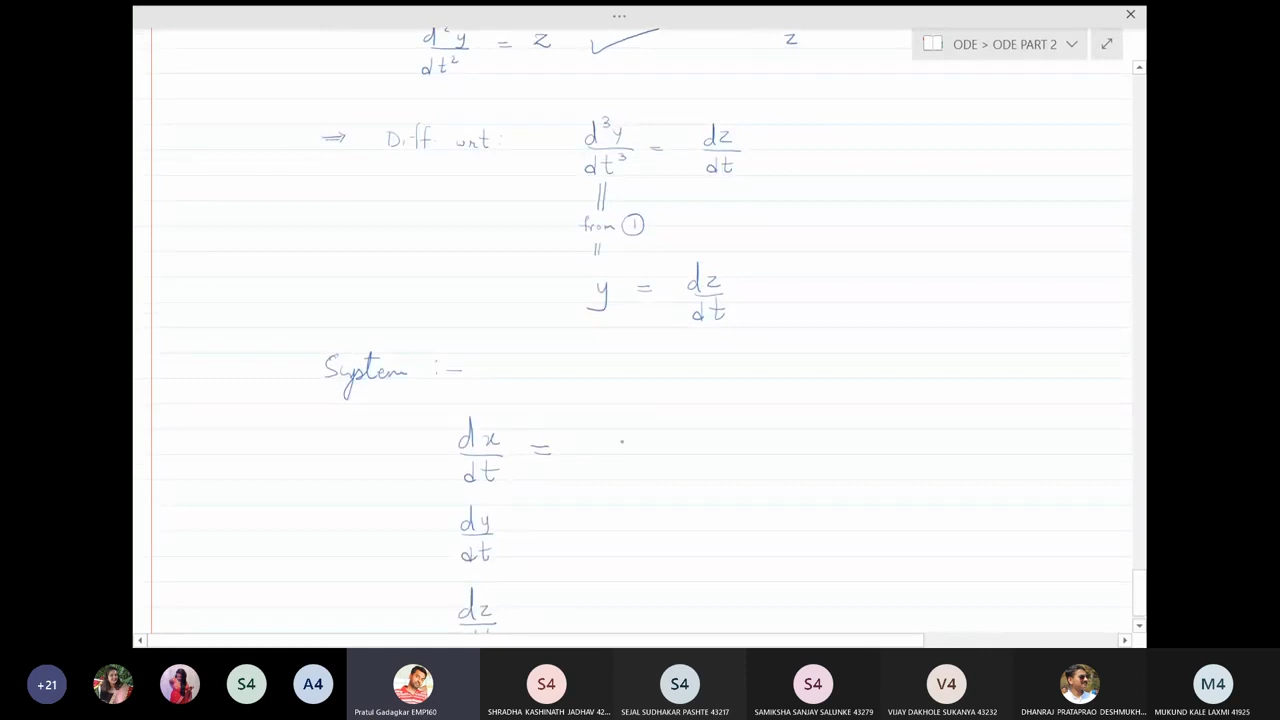 ...
ODE > ODE PART 2
d²y/dt² = z z
⇒ Diff. wrt: d³y/dt³ = dz/dt
||
from ①
||
y = dz/dt
System :-
dx/dt =
dy/dt
dz/dt
+21
S4
A4
S4
S4
S4
V4
M4
Pratul Gadagkar EMP160
SHRADHA KASHINATH JADHAV 42...
SEJAL SUDHAKAR PASHTE 43217
SAMIKSHA SANJAY SALUNKE 43279
VIJAY DAKHOLE SUKANYA 43232
DHANRAJ PRATAPRAO DESHMUKH...
MUKUND KALE LAXMI 41925